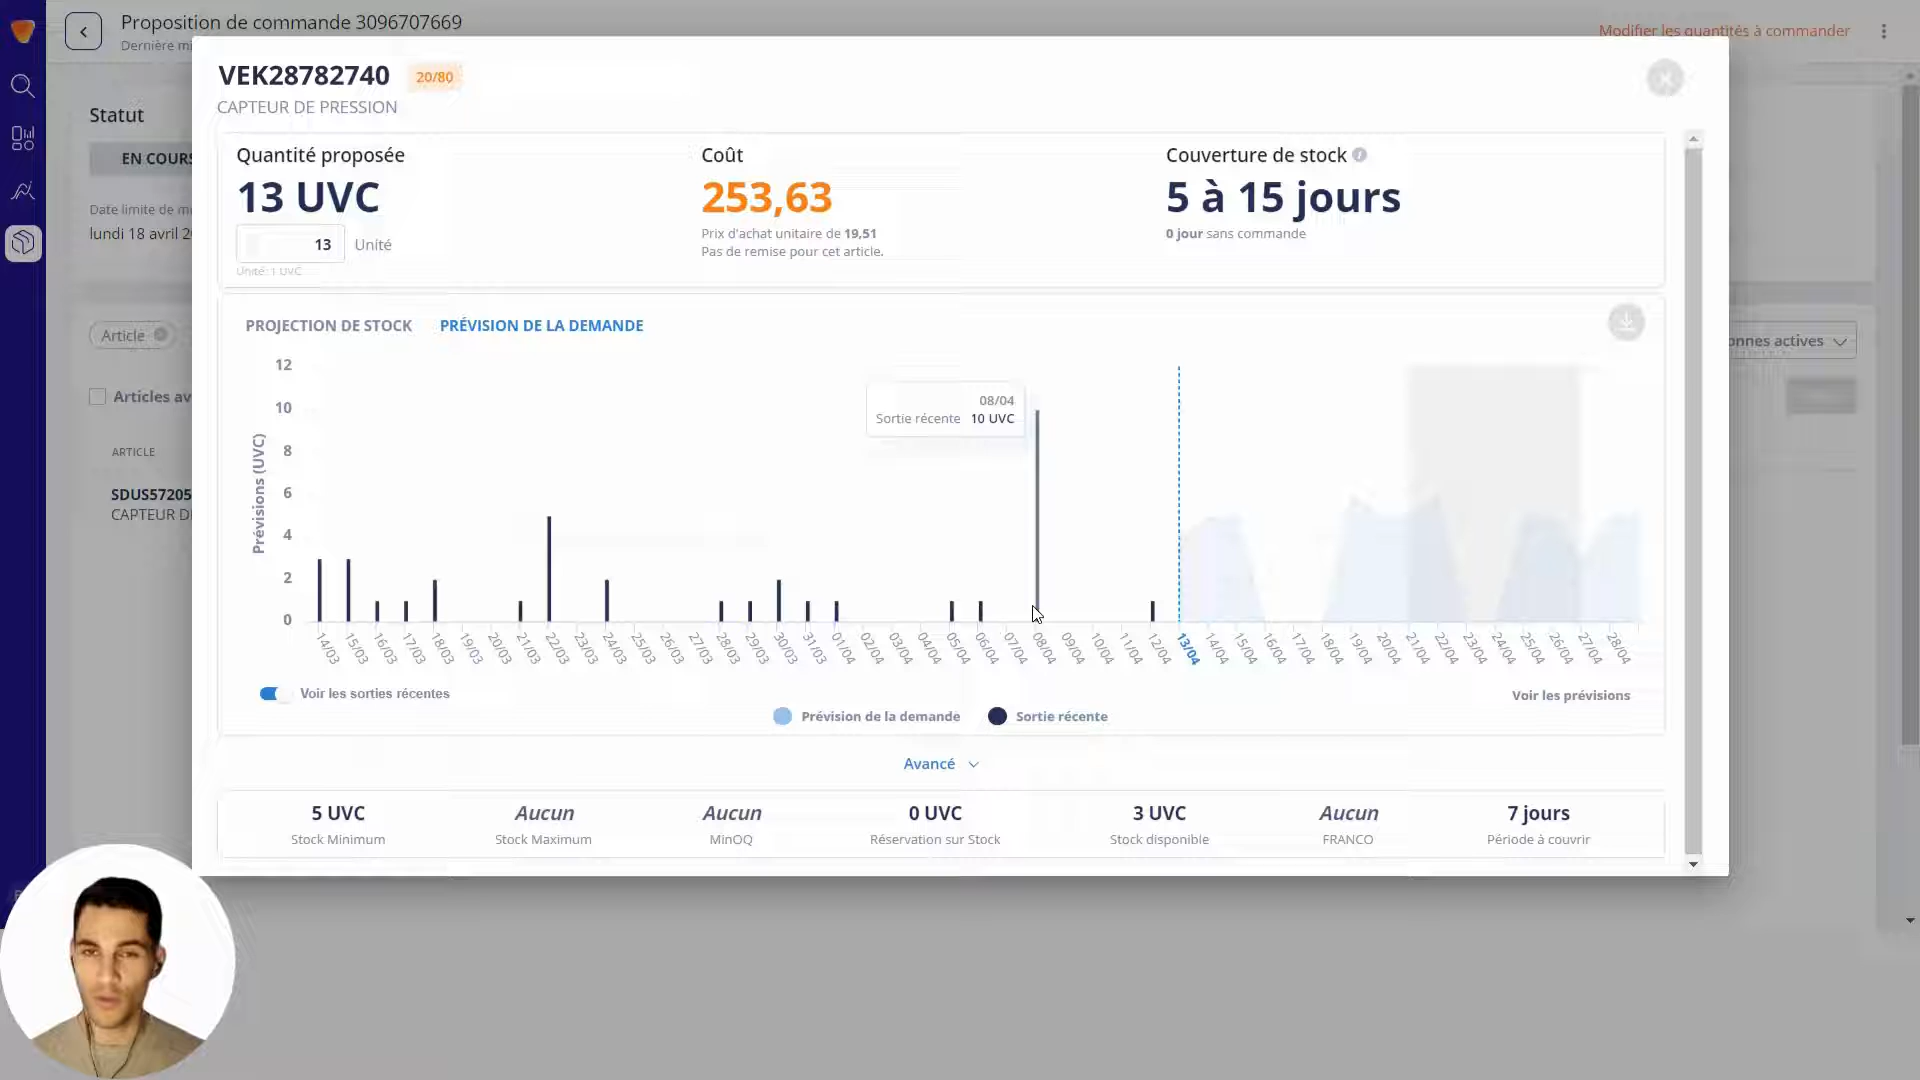 Proposition de commande 3096707669
Dernière mi
Modifier les quantités à commander
Statut
EN COURS
Date limite de m
lundi 18 avril 2
Article
onnes actives
Articles av
ARTICLE
SDUS57205
CAPTEUR D
VEK28782740 20/80
CAPTEUR DE PRESSION
Quantité proposée
13 UVC
13 Unité
Unité: 1 UVC
Coût
253,63
Prix d'achat unitaire de 19,51
Pas de remise pour cet article.
Couverture de stock
5 à 15 jours
0 jour sans commande
PROJECTION DE STOCK PRÉVISION DE LA DEMANDE
Prévisions (UVC)
12
10
8
6
4
2
0
08/04
Sortie récente 10 UVC
14/03 15/03 16/03 17/03 18/03 19/03 20/03 21/03 22/03 23/03 24/03 25/03 26/03 27/03 28/03 29/03 30/03 31/03 01/04 02/04 03/04 04/04 05/04 06/04 07/04 08/04 09/04 10/04 11/04 12/04 13/04 14/04 15/04 16/04 17/04 18/04 19/04 20/04 21/04 22/04 23/04 24/04 25/04 26/04 27/04 28/04
Voir les sorties récentes
Voir les prévisions
Prévision de la demande Sortie récente
Avancé
5 UVC Aucun Aucun 0 UVC 3 UVC Aucun 7 jours
Stock Minimum Stock Maximum MinOQ Réservation sur Stock Stock disponible FRANCO Période à couvrir